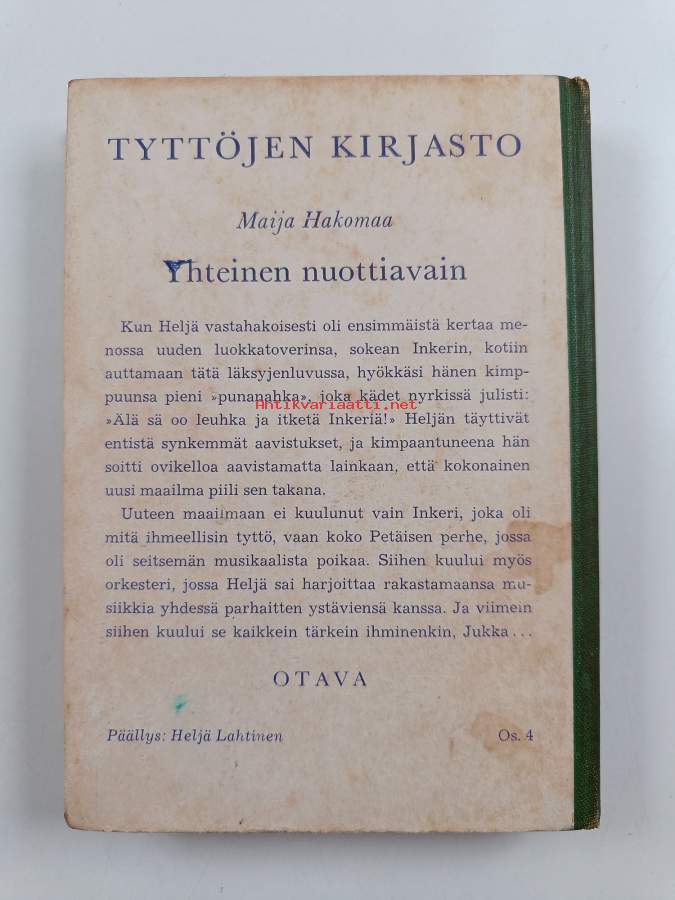 TYTTÖJEN KIRJASTO
Maija Hakomaa
Yhteinen nuottiavain
Kun Heljä vastahakoisesti oli ensimmäistä kertaa me-
nossa uuden luokkatoverinsa, sokean Inkerin, kotiin
auttamaan tätä läksyjenluvussa, hyökkäsi hänen kimp-
puunsa pieni »punanahka», joka kädet nyrkissä julisti:
Antikvariaatti.net
»Älä sä oo leuhka ja itketä Inkeriä!» Heljän täyttivät
entistä synkemmät aavistukset, ja kimpaantuneena hän
soitti ovikelloa aavistamatta lainkaan, että kokonainen
uusi maailma piili sen takana.
Uuteen maailmaan ei kuulunut vain Inkeri, joka oli
mitä ihmeellisin tyttö, vaan koko Petäisen perhe, jossa
oli seitsemän musikaalista poikaa. Siihen kuului myös
orkesteri, jossa Heljä sai harjoittaa rakastamaansa mu-
siikkia yhdessä parhaitten ystäviensä kanssa. Ja viimein
siihen kuului se kaikkein tärkein ihminenkin, Jukka...
OTAVA
Päällys: Heljä Lahtinen
Os. 4